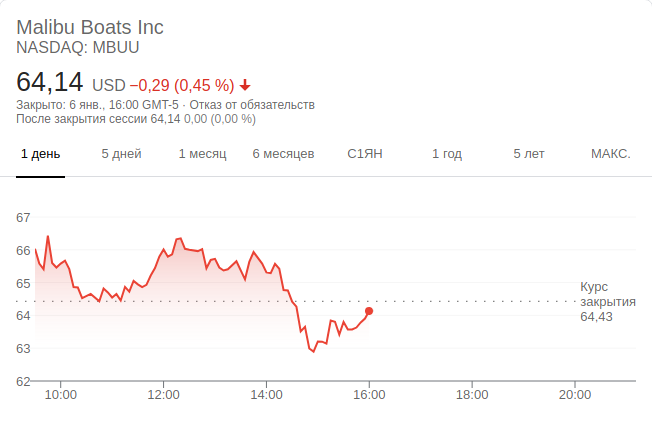 Malibu Boats Inc
NASDAQ: MBUU
64,14 USD −0,29 (0,45 %)
Закрыто: 6 янв., 16:00 GMT-5 · Отказ от обязательств
После закрытия сессии 64,14 0,00 (0,00 %)
1 день 5 дней 1 месяц 6 месяцев С1ЯН 1 год 5 лет МАКС.
67
66
65
Курс
закрытия
64,43
64
63
62
10:00 12:00 14:00 16:00 18:00 20:00